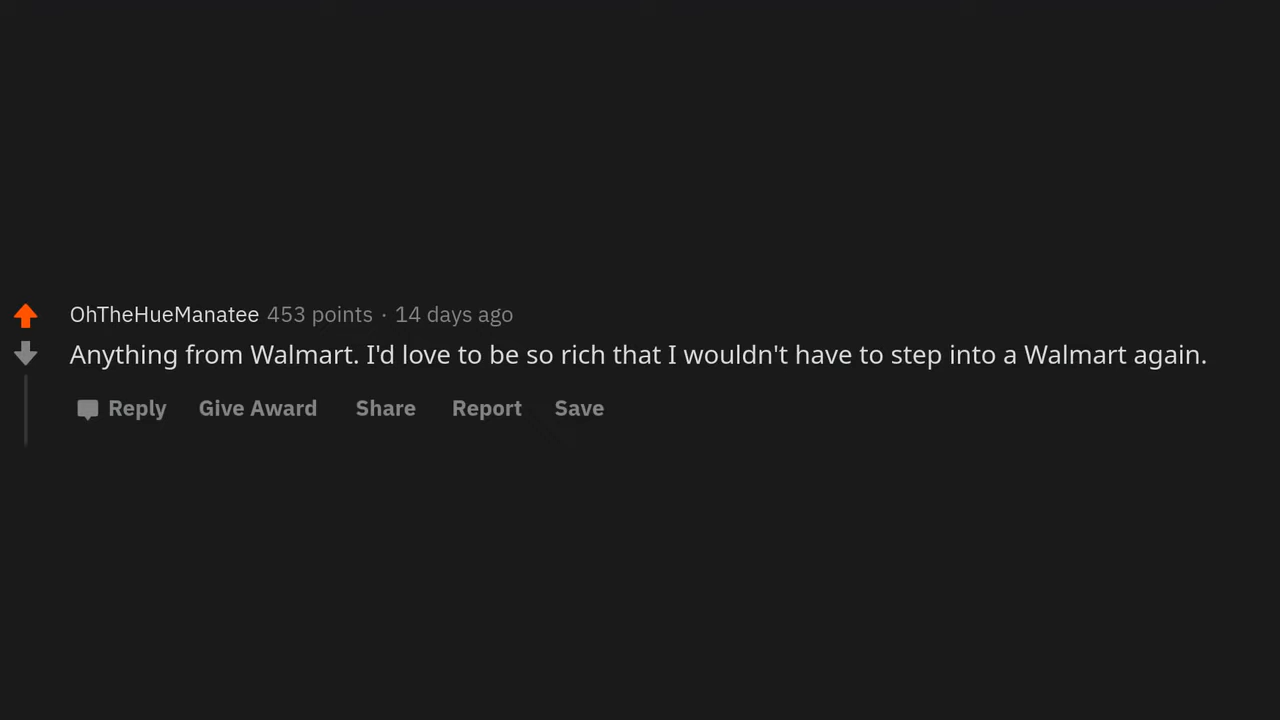 OhTheHueManatee 453 points · 14 days ago
Anything from Walmart. I'd love to be so rich that I wouldn't have to step into a Walmart again.
Reply Give Award Share Report Save